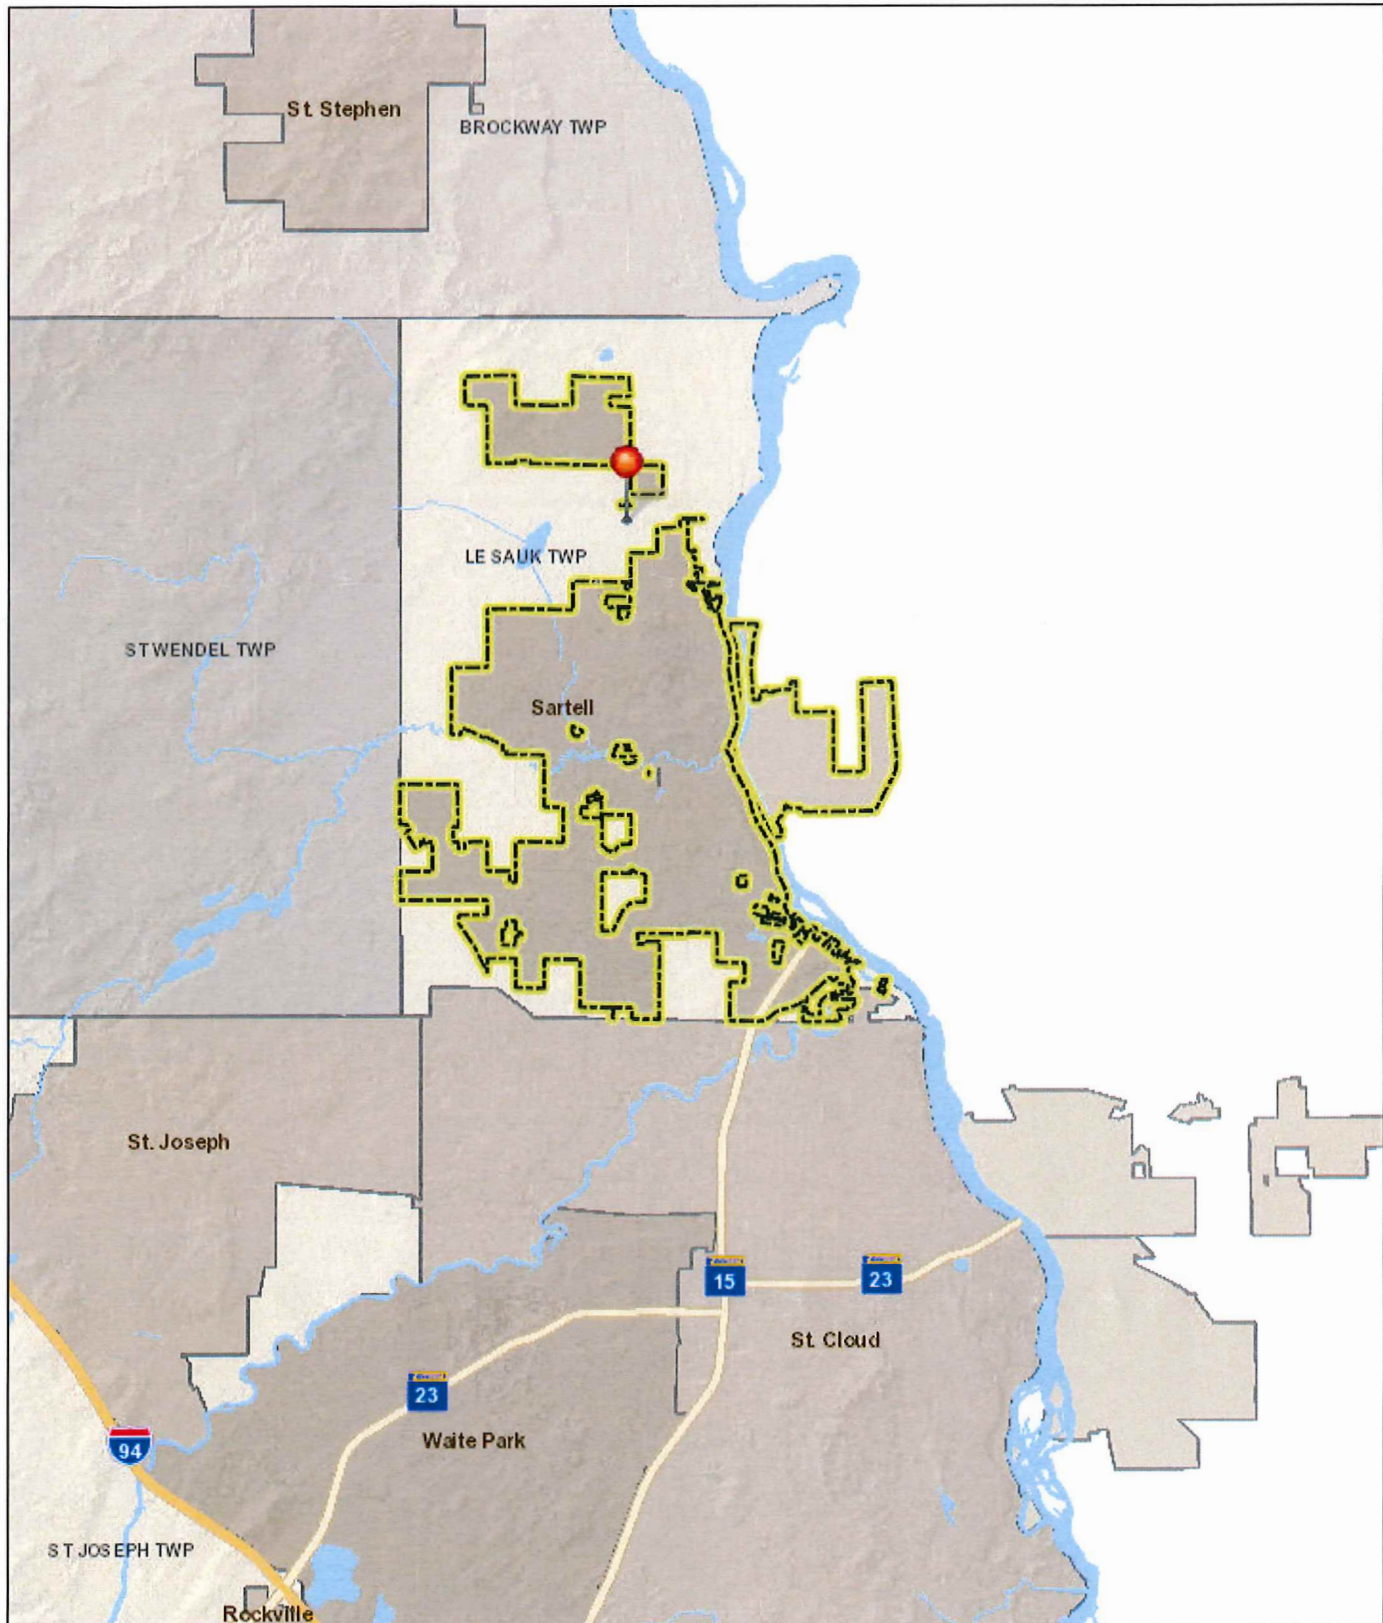 St. Stephen
BROCKWAY TWP
LE SAUK TWP
ST WENDEL TWP
Sartell
St. Joseph
15
23
St. Cloud
23
Waite Park
94
ST JOSEPH TWP
Rockville